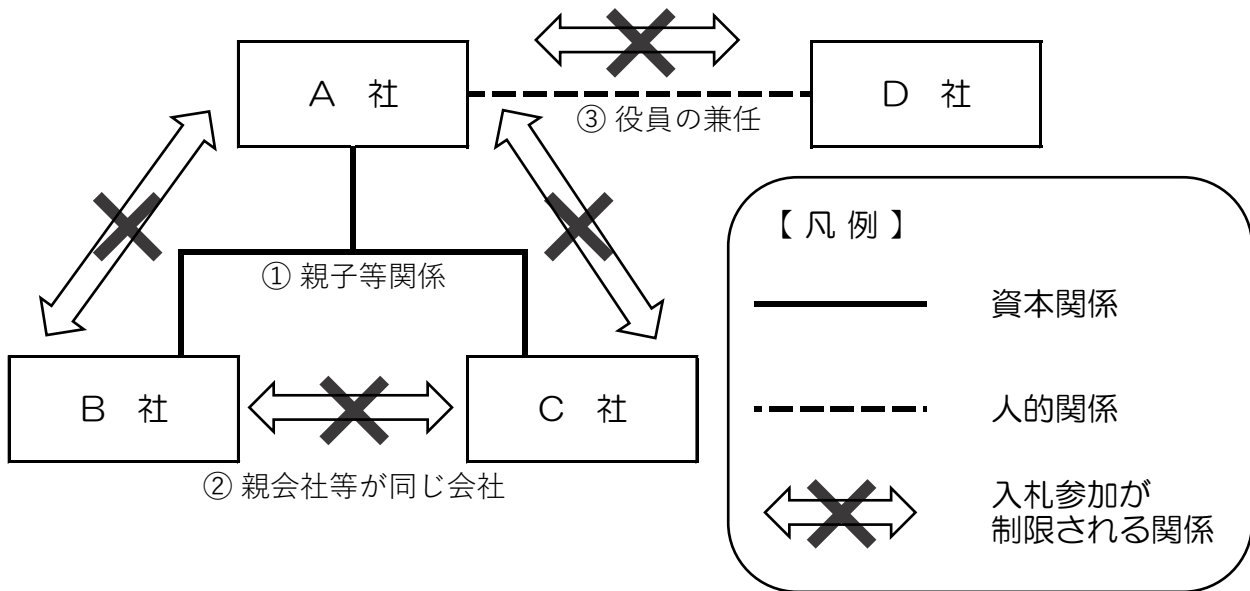 Ａ　社
Ｄ　社
③ 役員の兼任
【 凡 例 】
① 親子等関係
資本関係
Ｂ　社
Ｃ　社
人的関係
② 親会社等が同じ会社
入札参加が
制限される関係